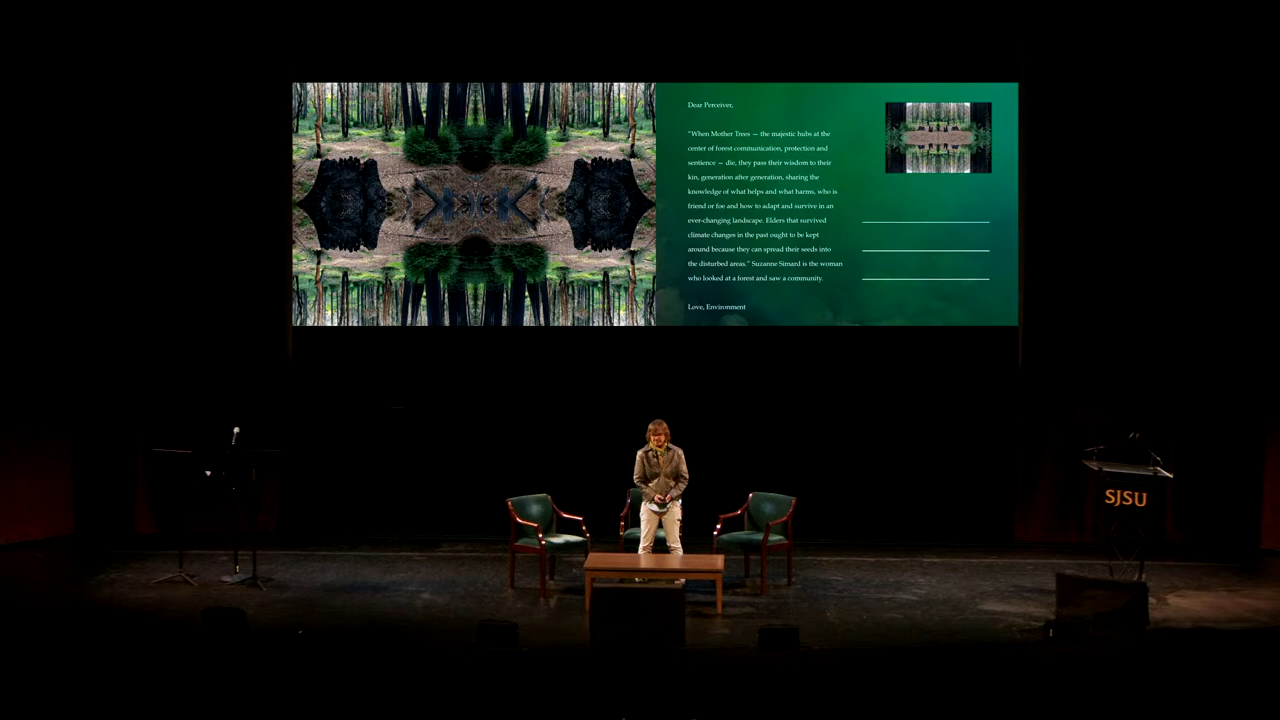 Dear Perceiver,
"When Mother Trees — the majestic hubs at the
center of forest communication, protection and
sentience — die, they pass their wisdom to their
kin, generation after generation, sharing the
knowledge of what helps and what harms, who is
friend or foe and how to adapt and survive in an
ever-changing landscape. Elders that survived
climate changes in the past ought to be kept
around because they can spread their seeds into
the disturbed areas." Suzanne Simard is the woman
who looked at a forest and saw a community.
Love, Environment
SJSU